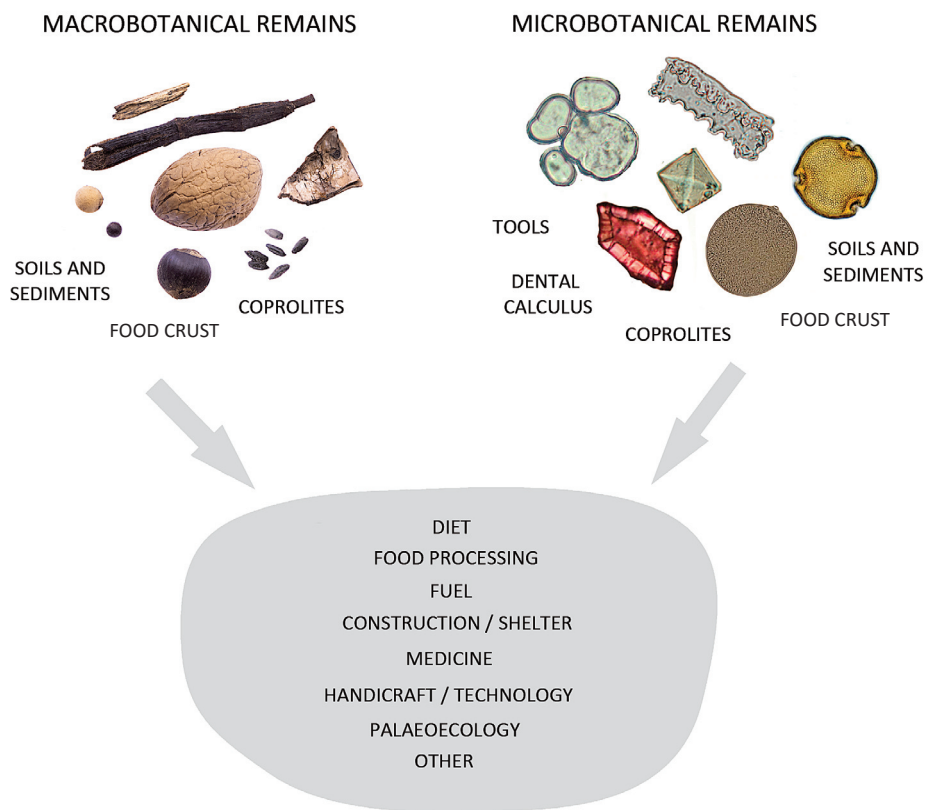 MACROBOTANICAL REMAINS
SOILS AND
SEDIMENTS
FOOD CRUST
COPROLITES
MICROBOTANICAL REMAINS
TOOLS
DENTAL
CALCULUS
COPROLITES
SOILS AND
SEDIMENTS
FOOD CRUST
DIET
FOOD PROCESSING
FUEL
CONSTRUCTION / SHELTER
MEDICINE
HANDICRAFT / TECHNOLOGY
PALAEOECOLOGY
OTHER